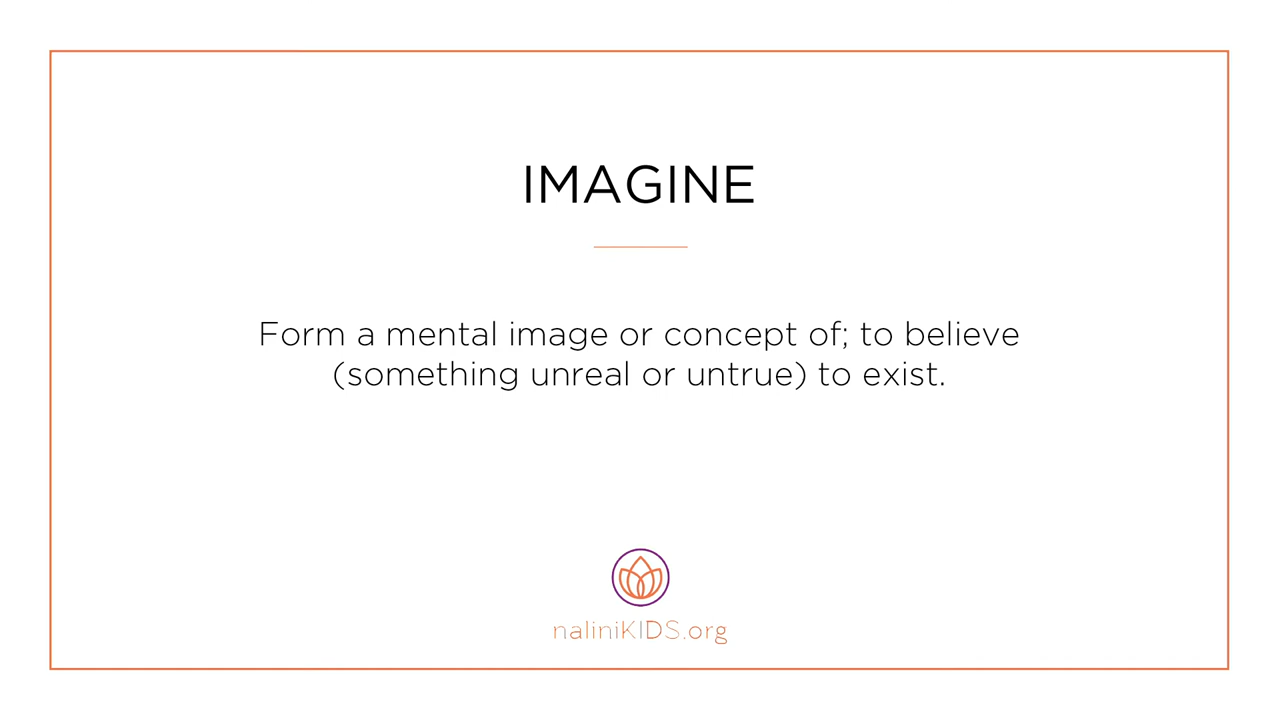 IMAGINE
Form a mental image or concept of; to believe
(something unreal or untrue) to exist.
naliniKIDS.org